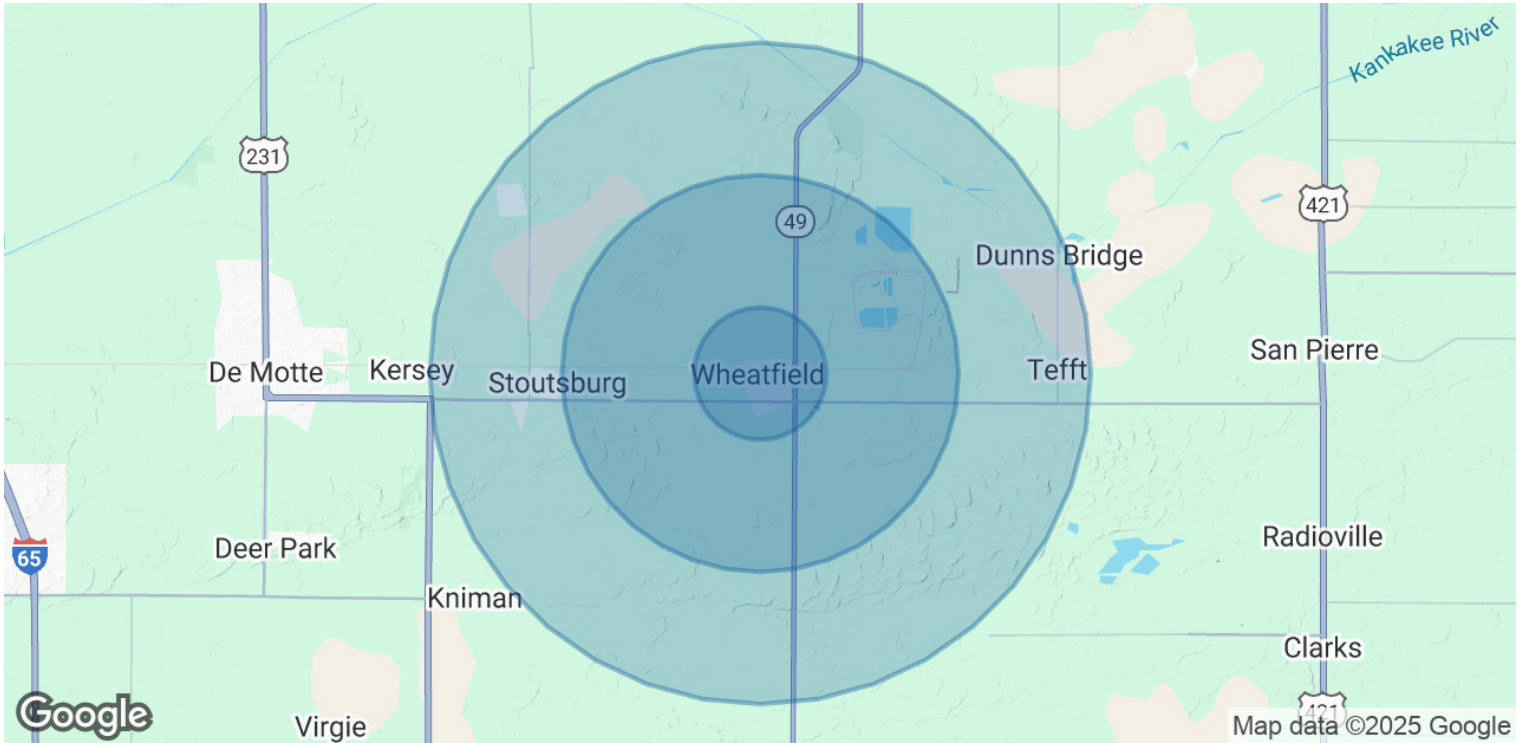 Kankakee River
231
421
49
Dunns Bridge
San Pierre
De Motte
Kersey
Stoutsburg
Wheatfield
Tefft
65
Deer Park
Radioville
Kniman
Clarks
421
Virgie
Google
Map data ©2025 Google